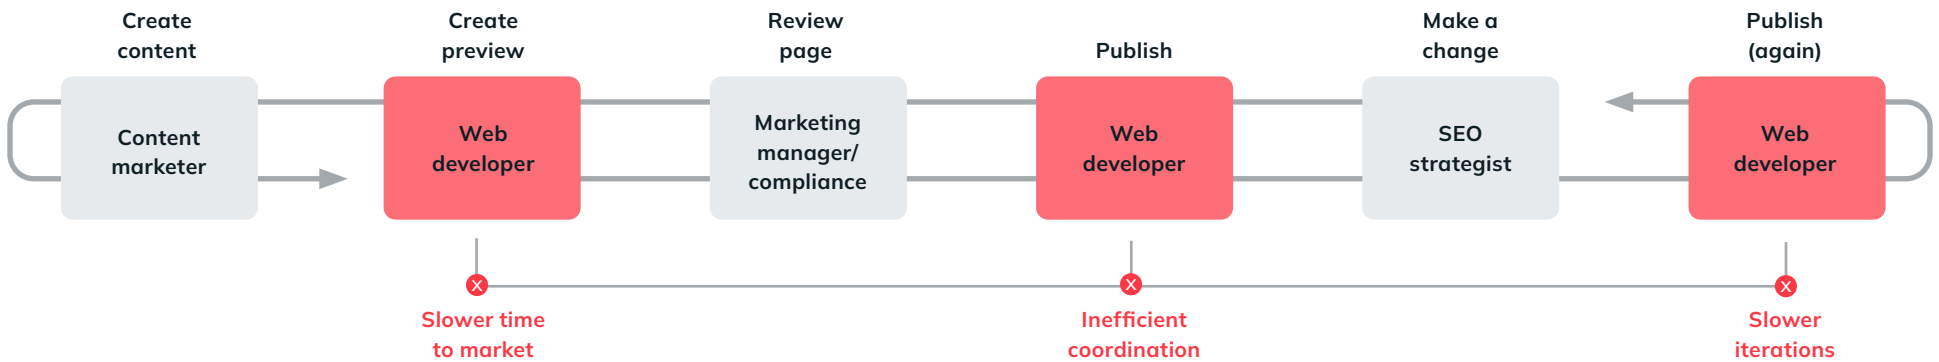 Create
content
Create
preview
Review
page
Publish
Make a
change
Publish
(again)
Content
marketer
Web
developer
Marketing
manager/
compliance
Web
developer
SEO
strategist
Web
developer
X
X
X
Slower time
to market
Inefficient
coordination
Slower
iterations